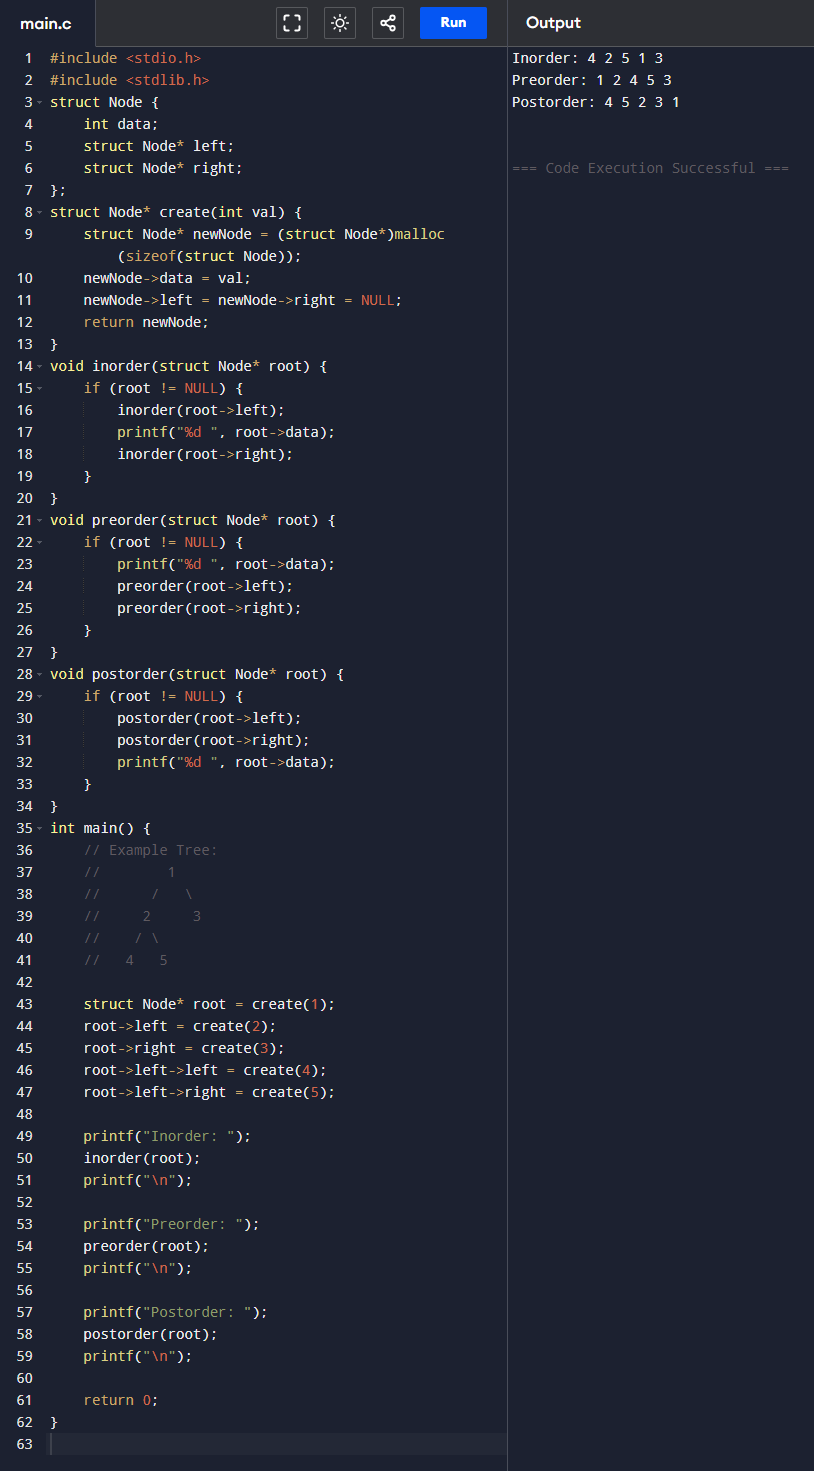 main.c
Run
Output
1 #include <stdio.h>
2 #include <stdlib.h>
3 struct Node {
4     int data;
5     struct Node* left;
6     struct Node* right;
7 };
8 struct Node* create(int val) {
9     struct Node* newNode = (struct Node*)malloc
        (sizeof(struct Node));
10     newNode->data = val;
11     newNode->left = newNode->right = NULL;
12     return newNode;
13 }
14 void inorder(struct Node* root) {
15     if (root != NULL) {
16         inorder(root->left);
17         printf("%d ", root->data);
18         inorder(root->right);
19     }
20 }
21 void preorder(struct Node* root) {
22     if (root != NULL) {
23         printf("%d ", root->data);
24         preorder(root->left);
25         preorder(root->right);
26     }
27 }
28 void postorder(struct Node* root) {
29     if (root != NULL) {
30         postorder(root->left);
31         postorder(root->right);
32         printf("%d ", root->data);
33     }
34 }
35 int main() {
36     // Example Tree:
37     //        1
38     //      /   \
39     //     2     3
40     //    / \
41     //   4   5
42
43     struct Node* root = create(1);
44     root->left = create(2);
45     root->right = create(3);
46     root->left->left = create(4);
47     root->left->right = create(5);
48
49     printf("Inorder: ");
50     inorder(root);
51     printf("\n");
52
53     printf("Preorder: ");
54     preorder(root);
55     printf("\n");
56
57     printf("Postorder: ");
58     postorder(root);
59     printf("\n");
60
61     return 0;
62 }
63
Inorder: 4 2 5 1 3
Preorder: 1 2 4 5 3
Postorder: 4 5 2 3 1
=== Code Execution Successful ===